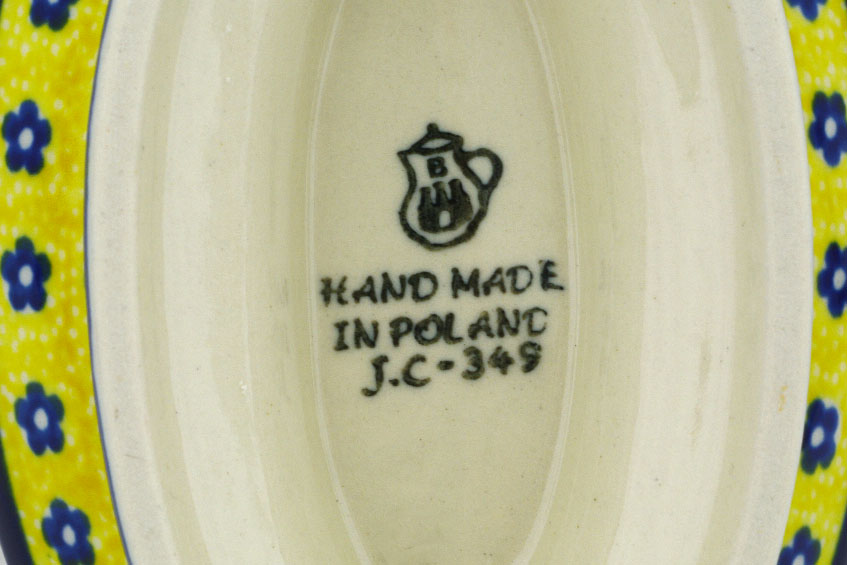 B
HAND MADE
IN POLAND
J.C-349